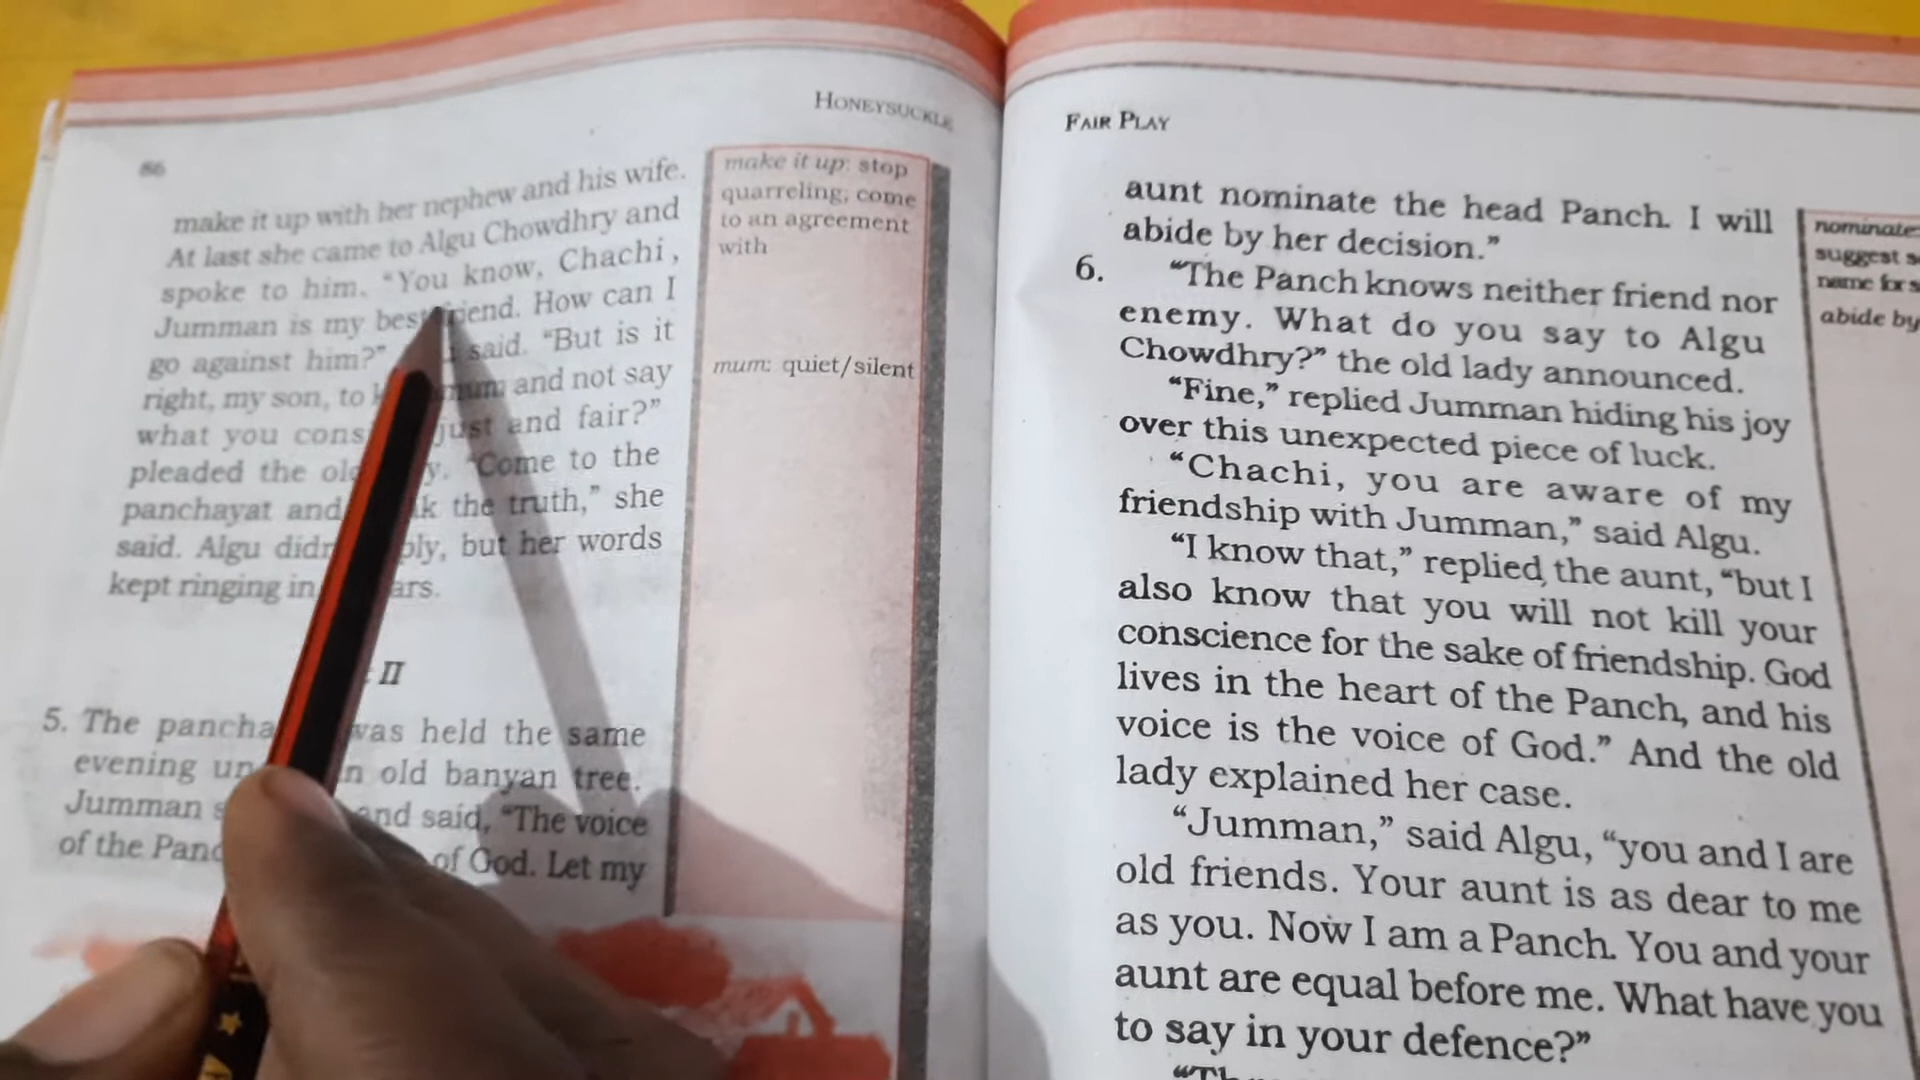 HONEYSUCKLE
86
make it up with her nephew and his wife.
At last she came to Algu Chowdhry and
spoke to him. “You know, Chachi,
Jumman is my best friend. How can I
go against him?” said. “But is it
right, my son, to mum and not say
what you just and fair?”
pleaded the old “Come to the
panchayat and the truth,” she
said. Algu but her words
kept ringing in
II
make it up: stop
quarreling; come
to an agreement
with
mum: quiet/silent
5. The was held the same
evening old banyan tree.
Jumman and said, “The voice
of the of God. Let my
FAIR PLAY
aunt nominate the head Panch. I will
abide by her decision.”
6. “The Panch knows neither friend nor
enemy. What do you say to Algu
Chowdhry?” the old lady announced.
“Fine,” replied Jumman hiding his joy
over this unexpected piece of luck.
“Chachi, you are aware of my
friendship with Jumman,” said Algu.
“I know that,” replied the aunt, “but I
also know that you will not kill your
conscience for the sake of friendship. God
lives in the heart of the Panch, and his
voice is the voice of God.” And the old
lady explained her case.
“Jumman,” said Algu, “you and I are
old friends. Your aunt is as dear to me
as you. Now I am a Panch. You and your
aunt are equal before me. What have you
to say in your defence?”
nominate:
suggest
name for
abide by